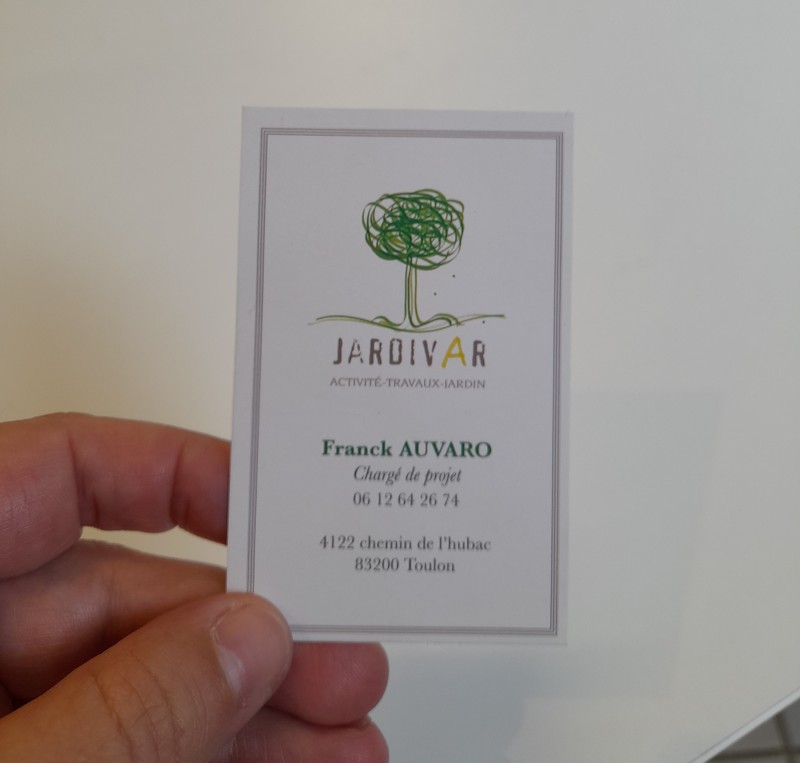 JARDIVAR
ACTIVITÉ-TRAVAUX-JARDIN
Franck AUVARO
Chargé de projet
06 12 64 26 74
4122 chemin de l'hubac
83200 Toulon